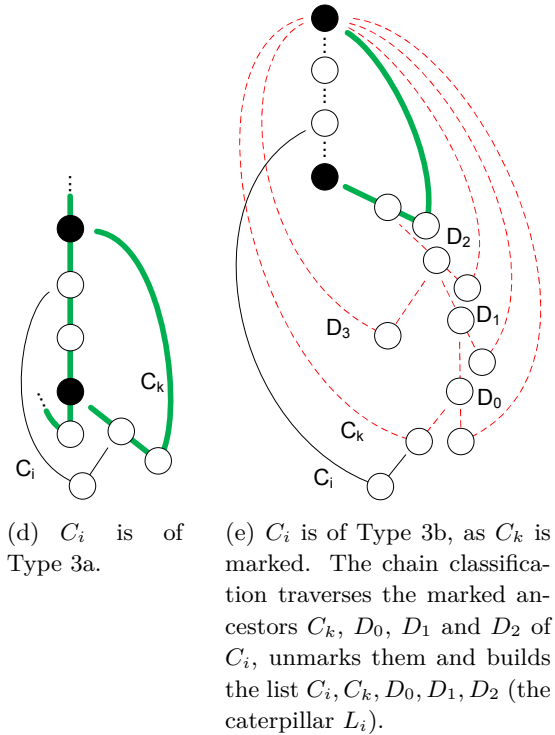 D₂
D₁
D₃
Cₖ
D₀
Cₖ
Cᵢ
Cᵢ
(d) Cᵢ is of
Type 3a.
(e) Cᵢ is of Type 3b, as Cₖ is
marked. The chain classifi-
cation traverses the marked an-
cestors Cₖ, D₀, D₁ and D₂ of
Cᵢ, unmarks them and builds
the list Cᵢ, Cₖ, D₀, D₁, D₂ (the
caterpillar Lᵢ).